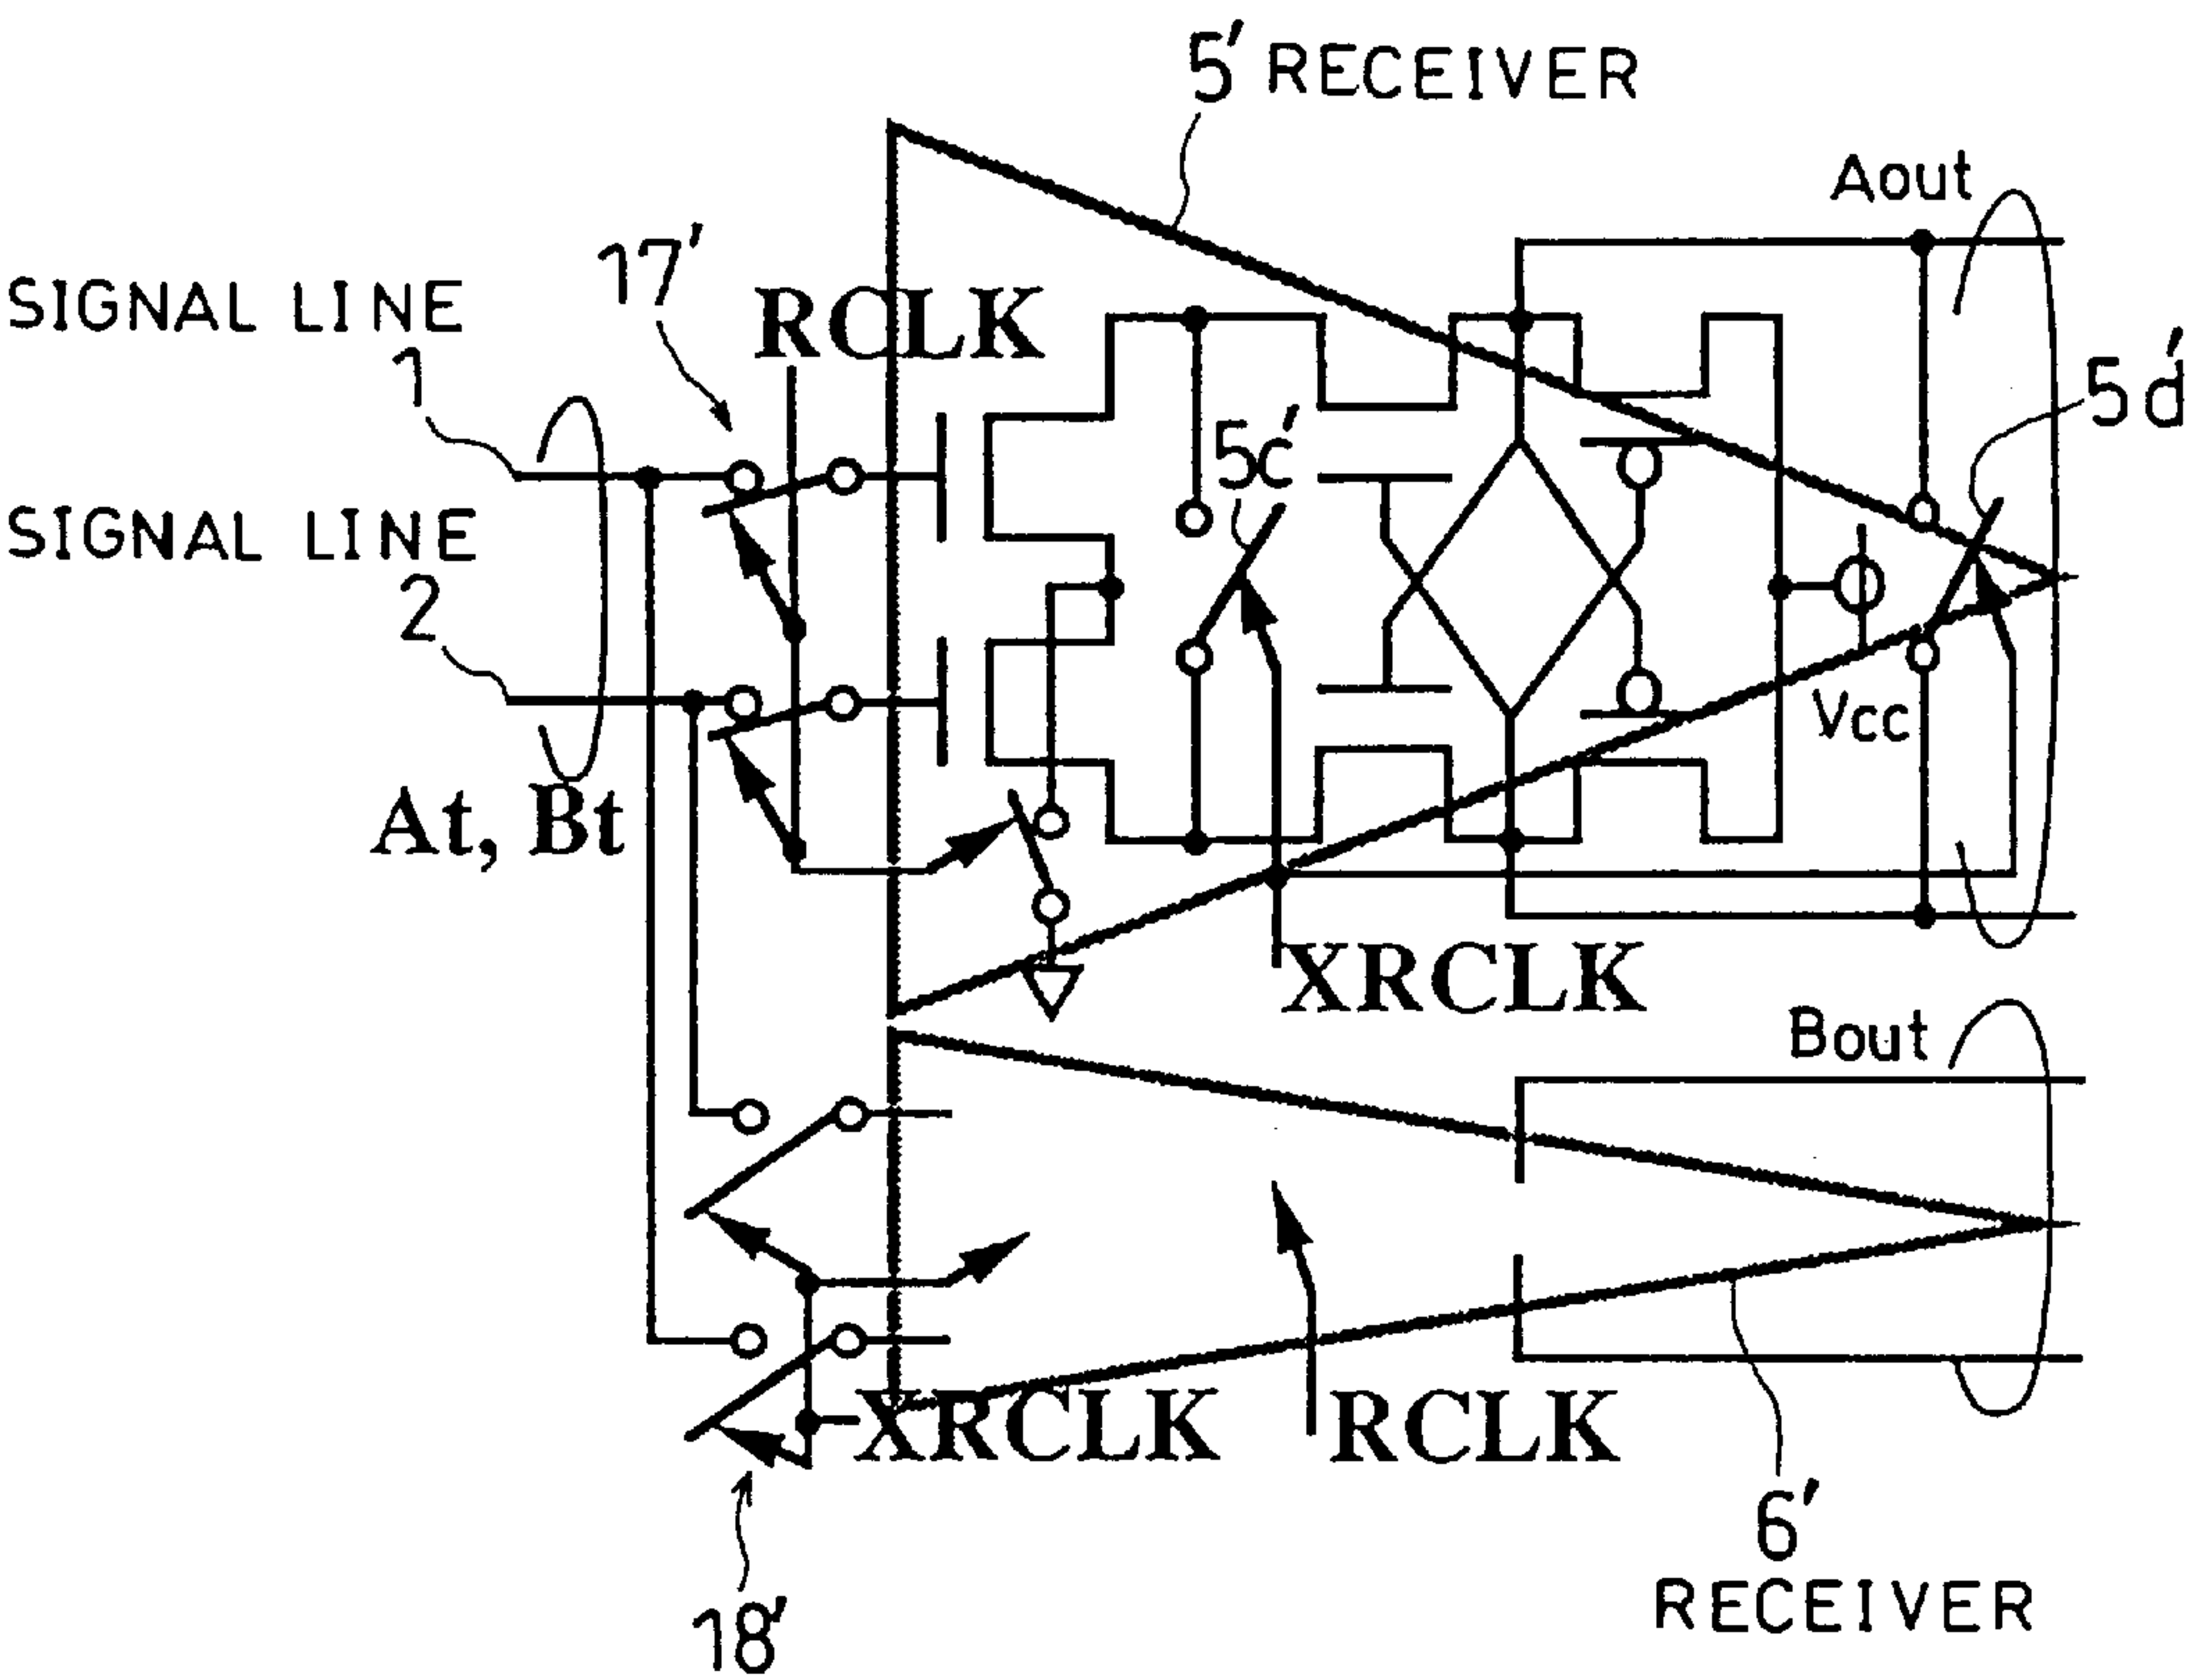 5' RECEIVER
Aout
17'
SIGNAL LINE
1
RCLK
5d'
5c'
SIGNAL LINE
2
Vcc
At, Bt
XRCLK
Bout
XRCLK
RCLK
6'
RECEIVER
18'